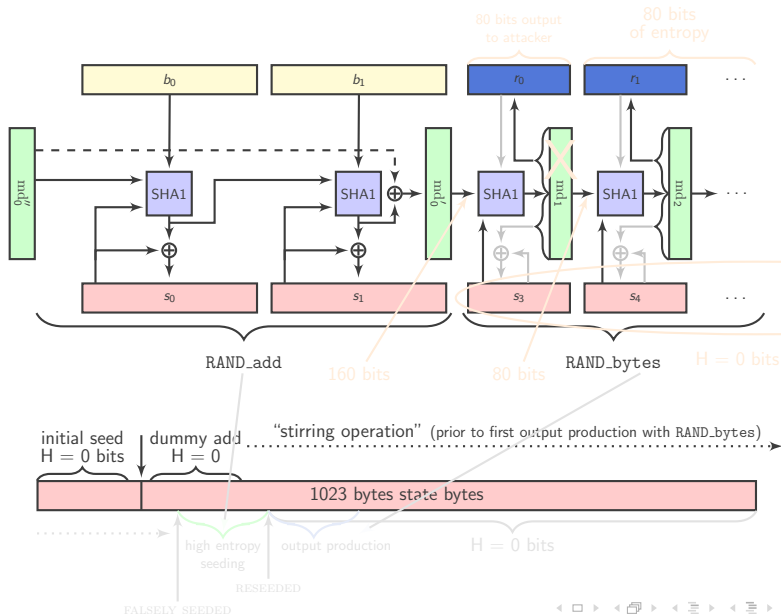 80 bits output
to attacker
80 bits
of entropy
b₀
b₁
r₀
r₁
...
md₀″
SHA1
SHA1
md₀′
SHA1
md₁
SHA1
md₂
...
s₀
s₁
s₃
s₄
...
RAND_add
160 bits
80 bits
RAND_bytes
H = 0 bits
"stirring operation" (prior to first output production with RAND_bytes)
initial seed
H = 0 bits
dummy add
H = 0
1023 bytes state bytes
high entropy
seeding
output production
H = 0 bits
RESEEDED
FALSELY SEEDED